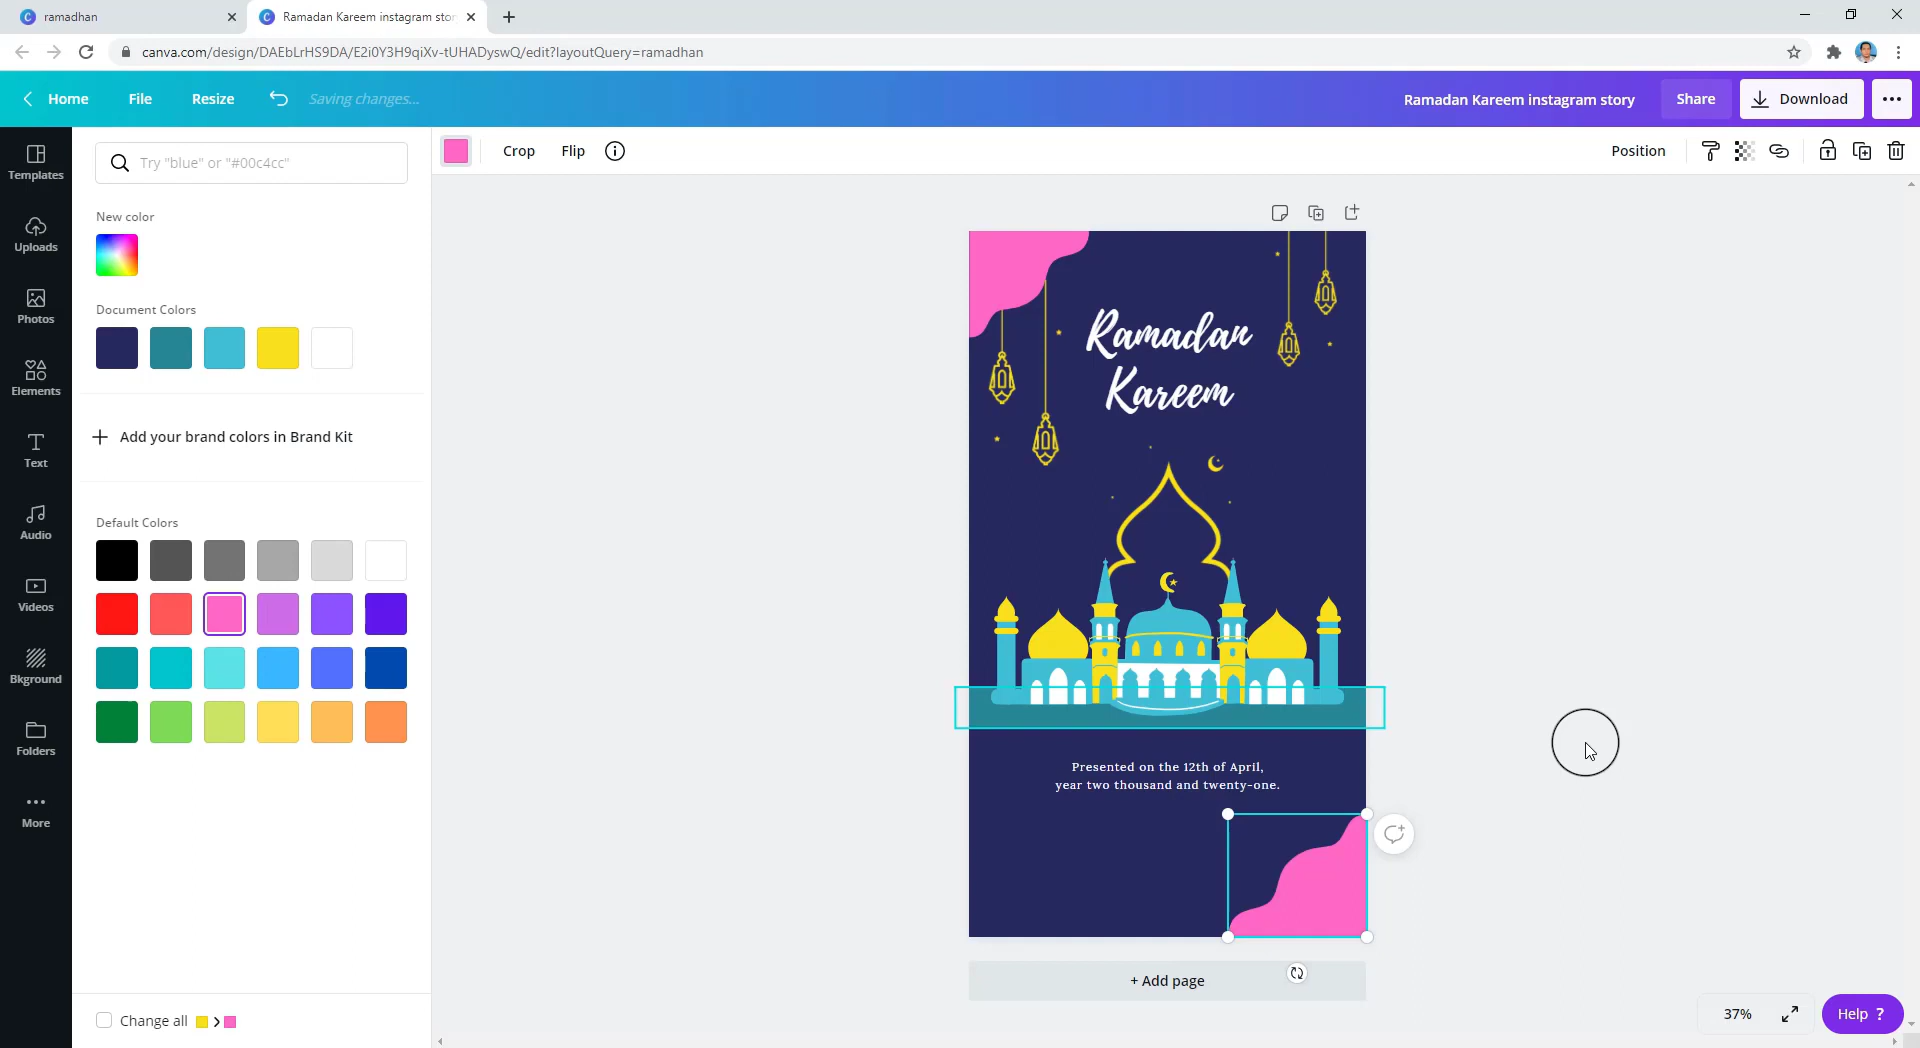 ramadhan
Ramadan Kareem instagram stor
canva.com/design/DAEbLrHS9DA/E2i0Y3H9qiXv-tUHADyswQ/edit?layoutQuery=ramadhan
Home
File
Resize
Saving changes...
Ramadan Kareem instagram story
Share
Download
Templates
Uploads
Photos
Elements
Text
Audio
Videos
Bkground
Folders
More
Try "blue" or "#00c4cc"
New color
Document Colors
Add your brand colors in Brand Kit
Default Colors
Change all
Crop
Flip
Position
Ramadan
Kareem
Presented on the 12th of April,
year two thousand and twenty-one.
+ Add page
37%
Help ?